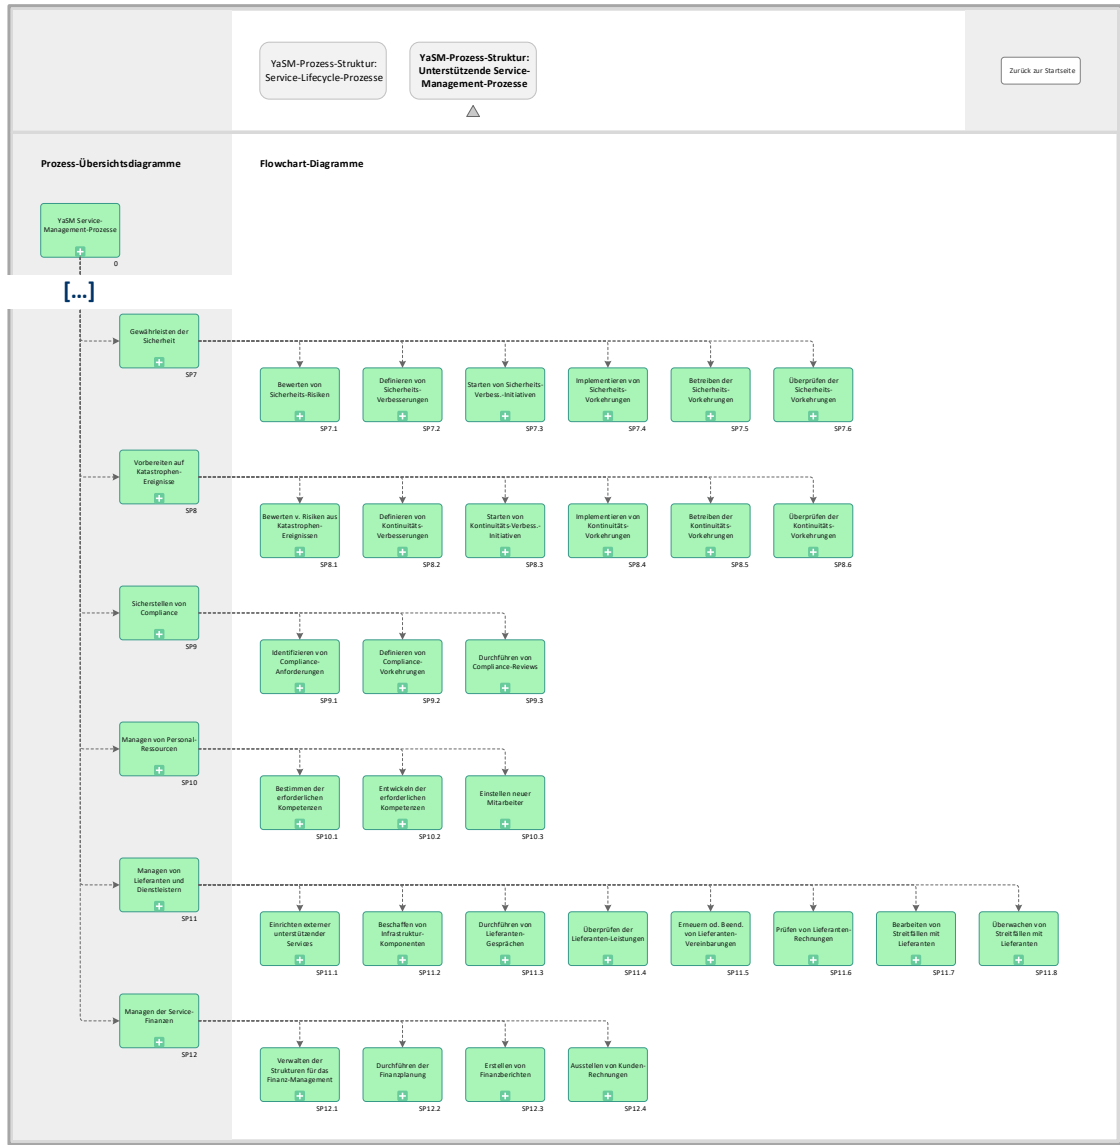 YaSM-Prozess-Struktur:
Service-Lifecycle-Prozesse
YaSM-Prozess-Struktur:
Unterstützende Service-
Management-Prozesse
Zurück zur Startseite
Prozess-Übersichtsdiagramme
Flowchart-Diagramme
YaSM Service-
Management-Prozesse
0
[...]
Gewährleisten der
Sicherheit
SP7
Bewerten von
Sicherheits-Risiken
SP7.1
Definieren von
Sicherheits-
Verbesserungen
SP7.2
Starten von Sicherheits-
Verbess.-Initiativen
SP7.3
Implementieren von
Sicherheits-
Vorkehrungen
SP7.4
Betreiben der
Sicherheits-
Vorkehrungen
SP7.5
Überprüfen der
Sicherheits-
Vorkehrungen
SP7.6
Vorbereiten auf
Katastrophen-
Ereignisse
SP8
Bewerten v. Risiken aus
Katastrophen-
Ereignissen
SP8.1
Definieren von
Kontinuitäts-
Verbesserungen
SP8.2
Starten von
Kontinuitäts-Verbess.-
Initiativen
SP8.3
Implementieren von
Kontinuitäts-
Vorkehrungen
SP8.4
Betreiben der
Kontinuitäts-
Vorkehrungen
SP8.5
Überprüfen der
Kontinuitäts-
Vorkehrungen
SP8.6
Sicherstellen von
Compliance
SP9
Identifizieren von
Compliance-
Anforderungen
SP9.1
Definieren von
Compliance-
Vorkehrungen
SP9.2
Durchführen von
Compliance-Reviews
SP9.3
Managen von Personal-
Ressourcen
SP10
Bestimmen der
erforderlichen
Kompetenzen
SP10.1
Entwickeln der
erforderlichen
Kompetenzen
SP10.2
Einstellen neuer
Mitarbeiter
SP10.3
Managen von
Lieferanten und
Dienstleistern
SP11
Einrichten externer
unterstützender
Services
SP11.1
Beschaffen von
Infrastruktur-
Komponenten
SP11.2
Durchführen von
Lieferanten-
Gesprächen
SP11.3
Überprüfen der
Lieferanten-Leistungen
SP11.4
Erneuern od. Beend.
von Lieferanten-
Vereinbarungen
SP11.5
Prüfen von Lieferanten-
Rechnungen
SP11.6
Bearbeiten von
Streitfällen mit
Lieferanten
SP11.7
Überwachen von
Streitfällen mit
Lieferanten
SP11.8
Managen der Service-
Finanzen
SP12
Verwalten der
Strukturen für das
Finanz-Management
SP12.1
Durchführen der
Finanzplanung
SP12.2
Erstellen von
Finanzberichten
SP12.3
Ausstellen von Kunden-
Rechnungen
SP12.4